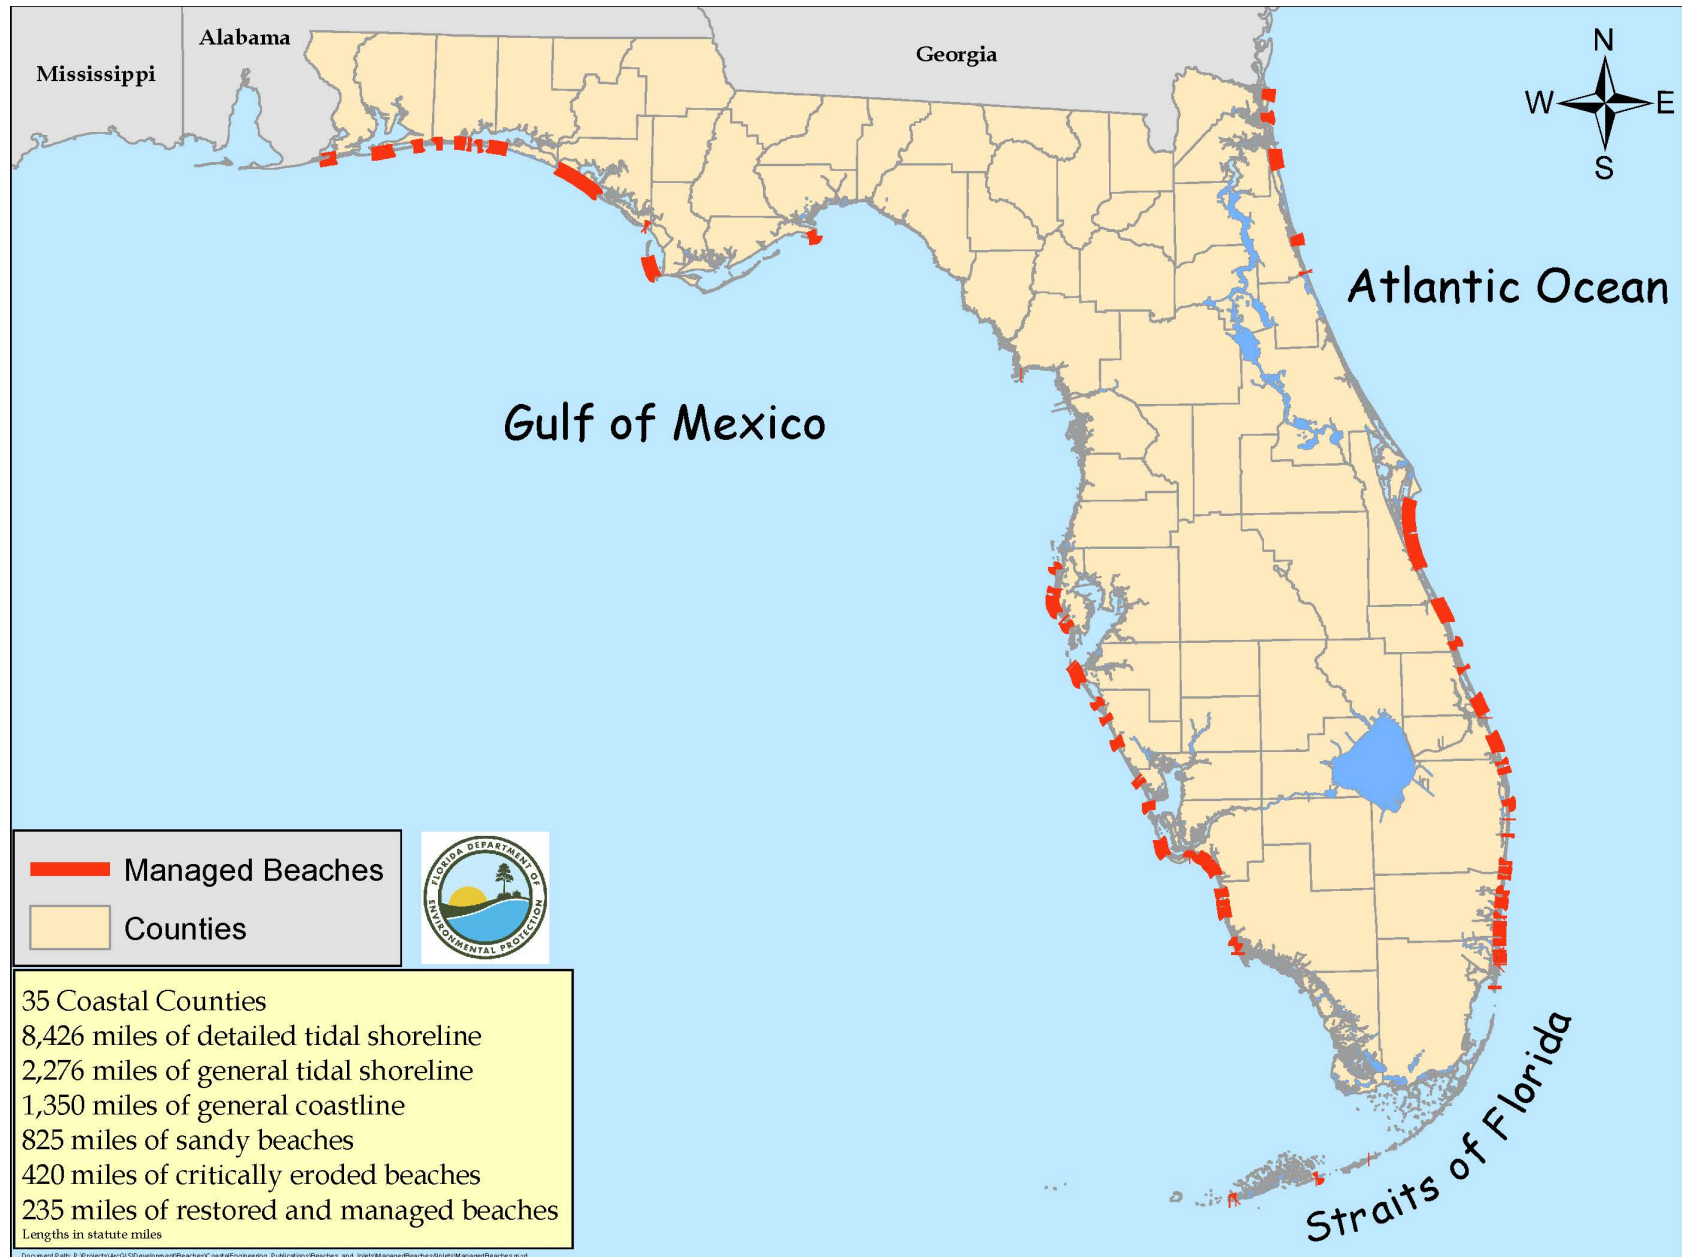 Mississippi
Alabama
Georgia
N
W E
S
Atlantic Ocean
Gulf of Mexico
Straits of Florida
Managed Beaches
Counties
FLORIDA DEPARTMENT OF
ENVIRONMENTAL PROTECTION
35 Coastal Counties
8,426 miles of detailed tidal shoreline
2,276 miles of general tidal shoreline
1,350 miles of general coastline
825 miles of sandy beaches
420 miles of critically eroded beaches
235 miles of restored and managed beaches
Lengths in statute miles
Document Path: